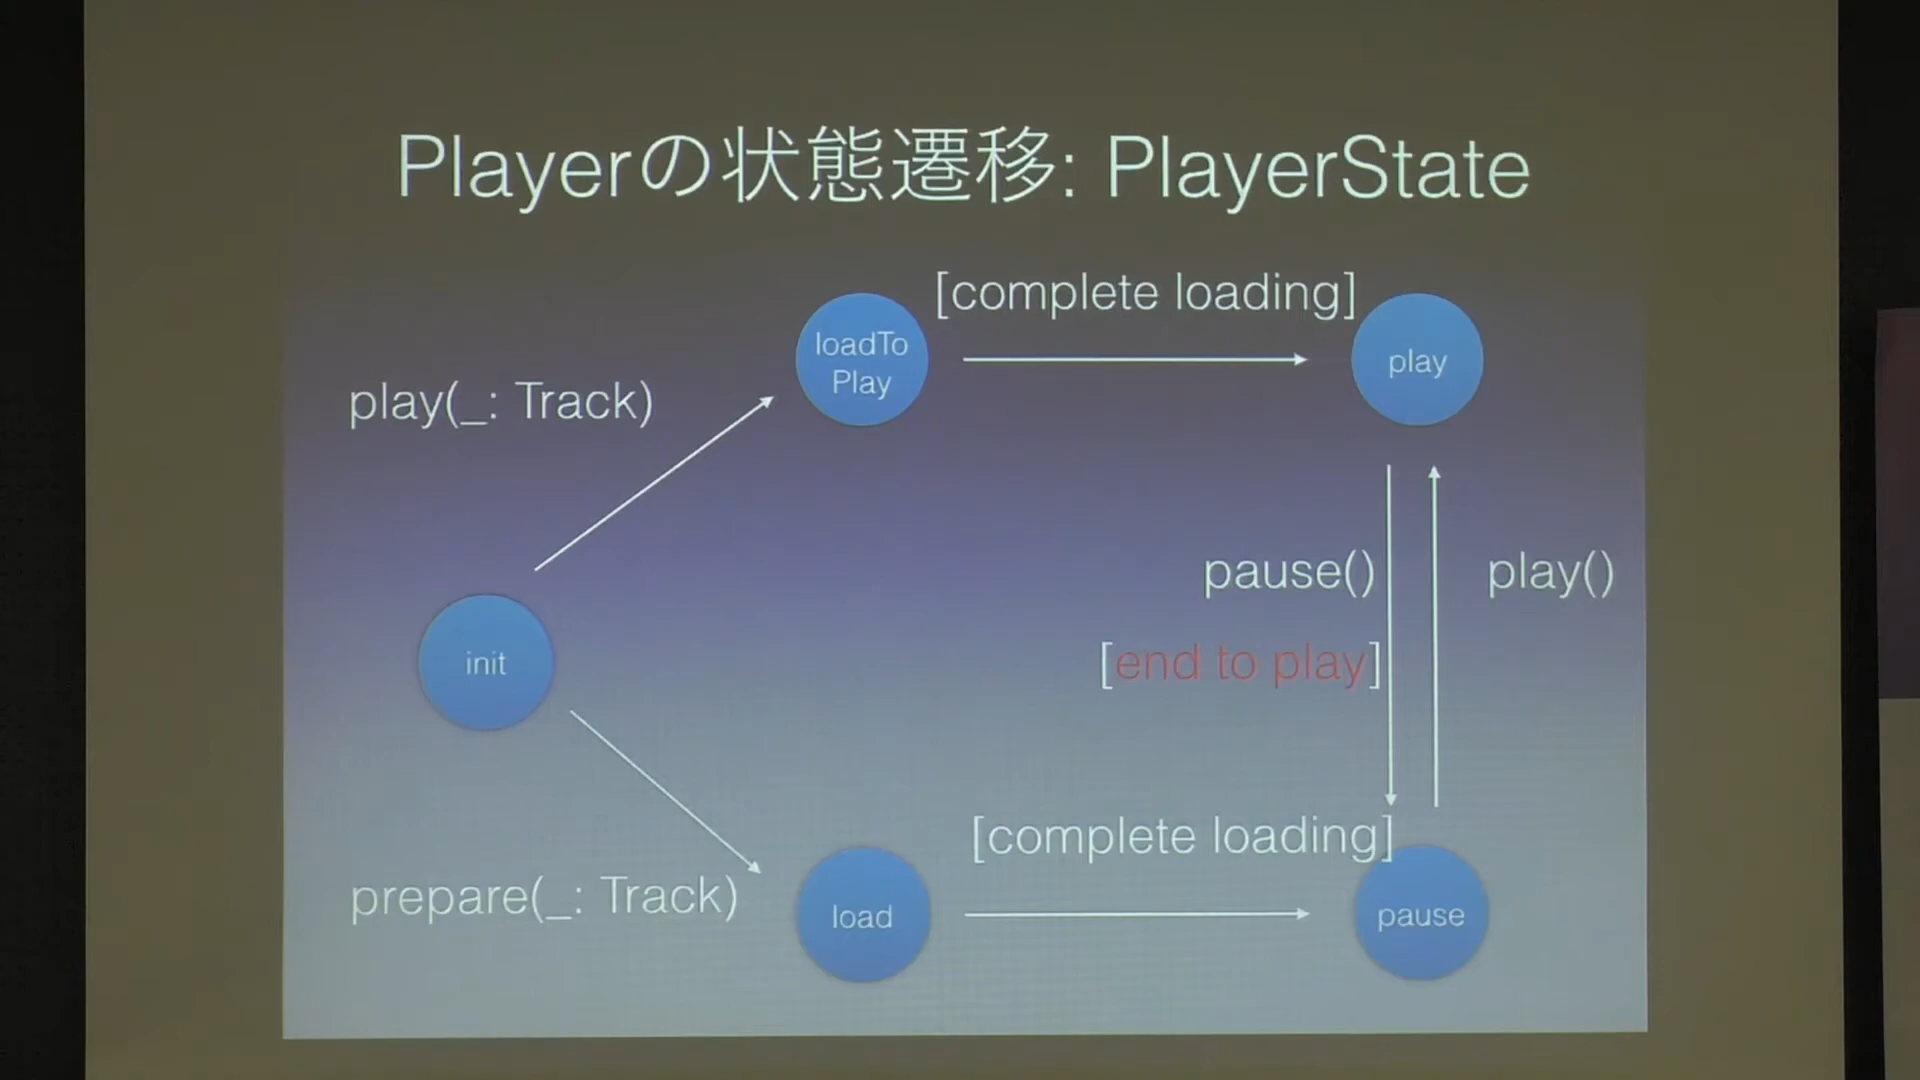 Playerの状態遷移: PlayerState
[complete loading]
loadTo
Play
play
play(_: Track)
pause()
play()
[end to play]
init
[complete loading]
prepare(_: Track)
load
pause